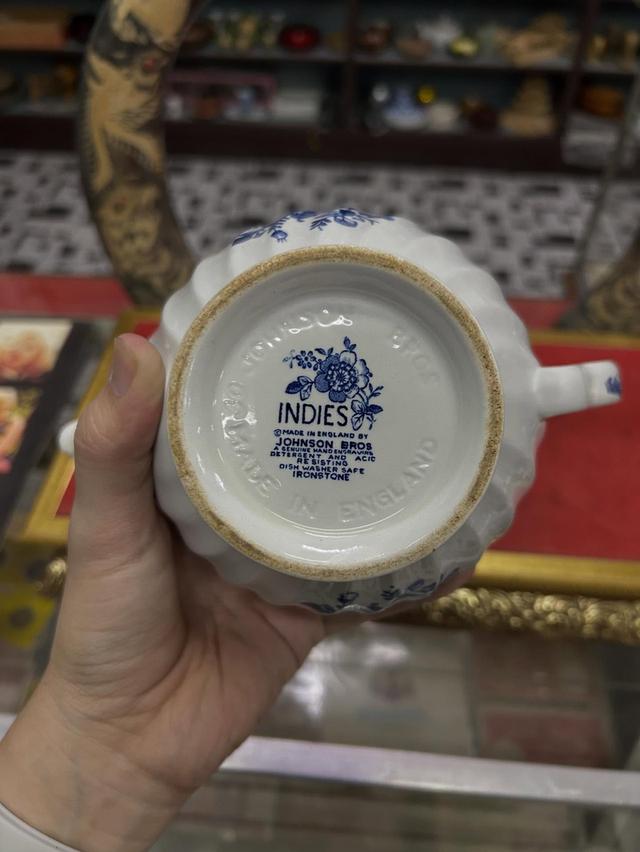 INDIES
© MADE IN ENGLAND BY
JOHNSON BROS
A GENUINE HAND ENGRAVING
DETERGENT AND ACID
RESISTING
DISH WASHER SAFE
IRONSTONE
JOHNSON BROS
MADE IN ENGLAND